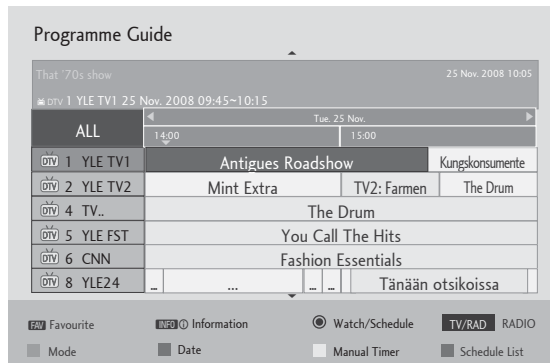 Programme Guide
That '70s show 25 Nov. 2008 10:05
DTV 1 YLE TV1 25 Nov. 2008 09:45~10:15
ALL
Tue. 25 Nov.
14:00 15:00
DTV 1 YLE TV1 Antigues Roadshow Kungskonsumente
DTV 2 YLE TV2 Mint Extra TV2: Farmen The Drum
DTV 4 TV.. The Drum
DTV 5 YLE FST You Call The Hits
DTV 6 CNN Fashion Essentials
DTV 8 YLE24 ... ... ... ... Tänään otsikoissa
FAV Favourite INFO i Information Watch/Schedule TV/RAD RADIO
Mode Date Manual Timer Schedule List